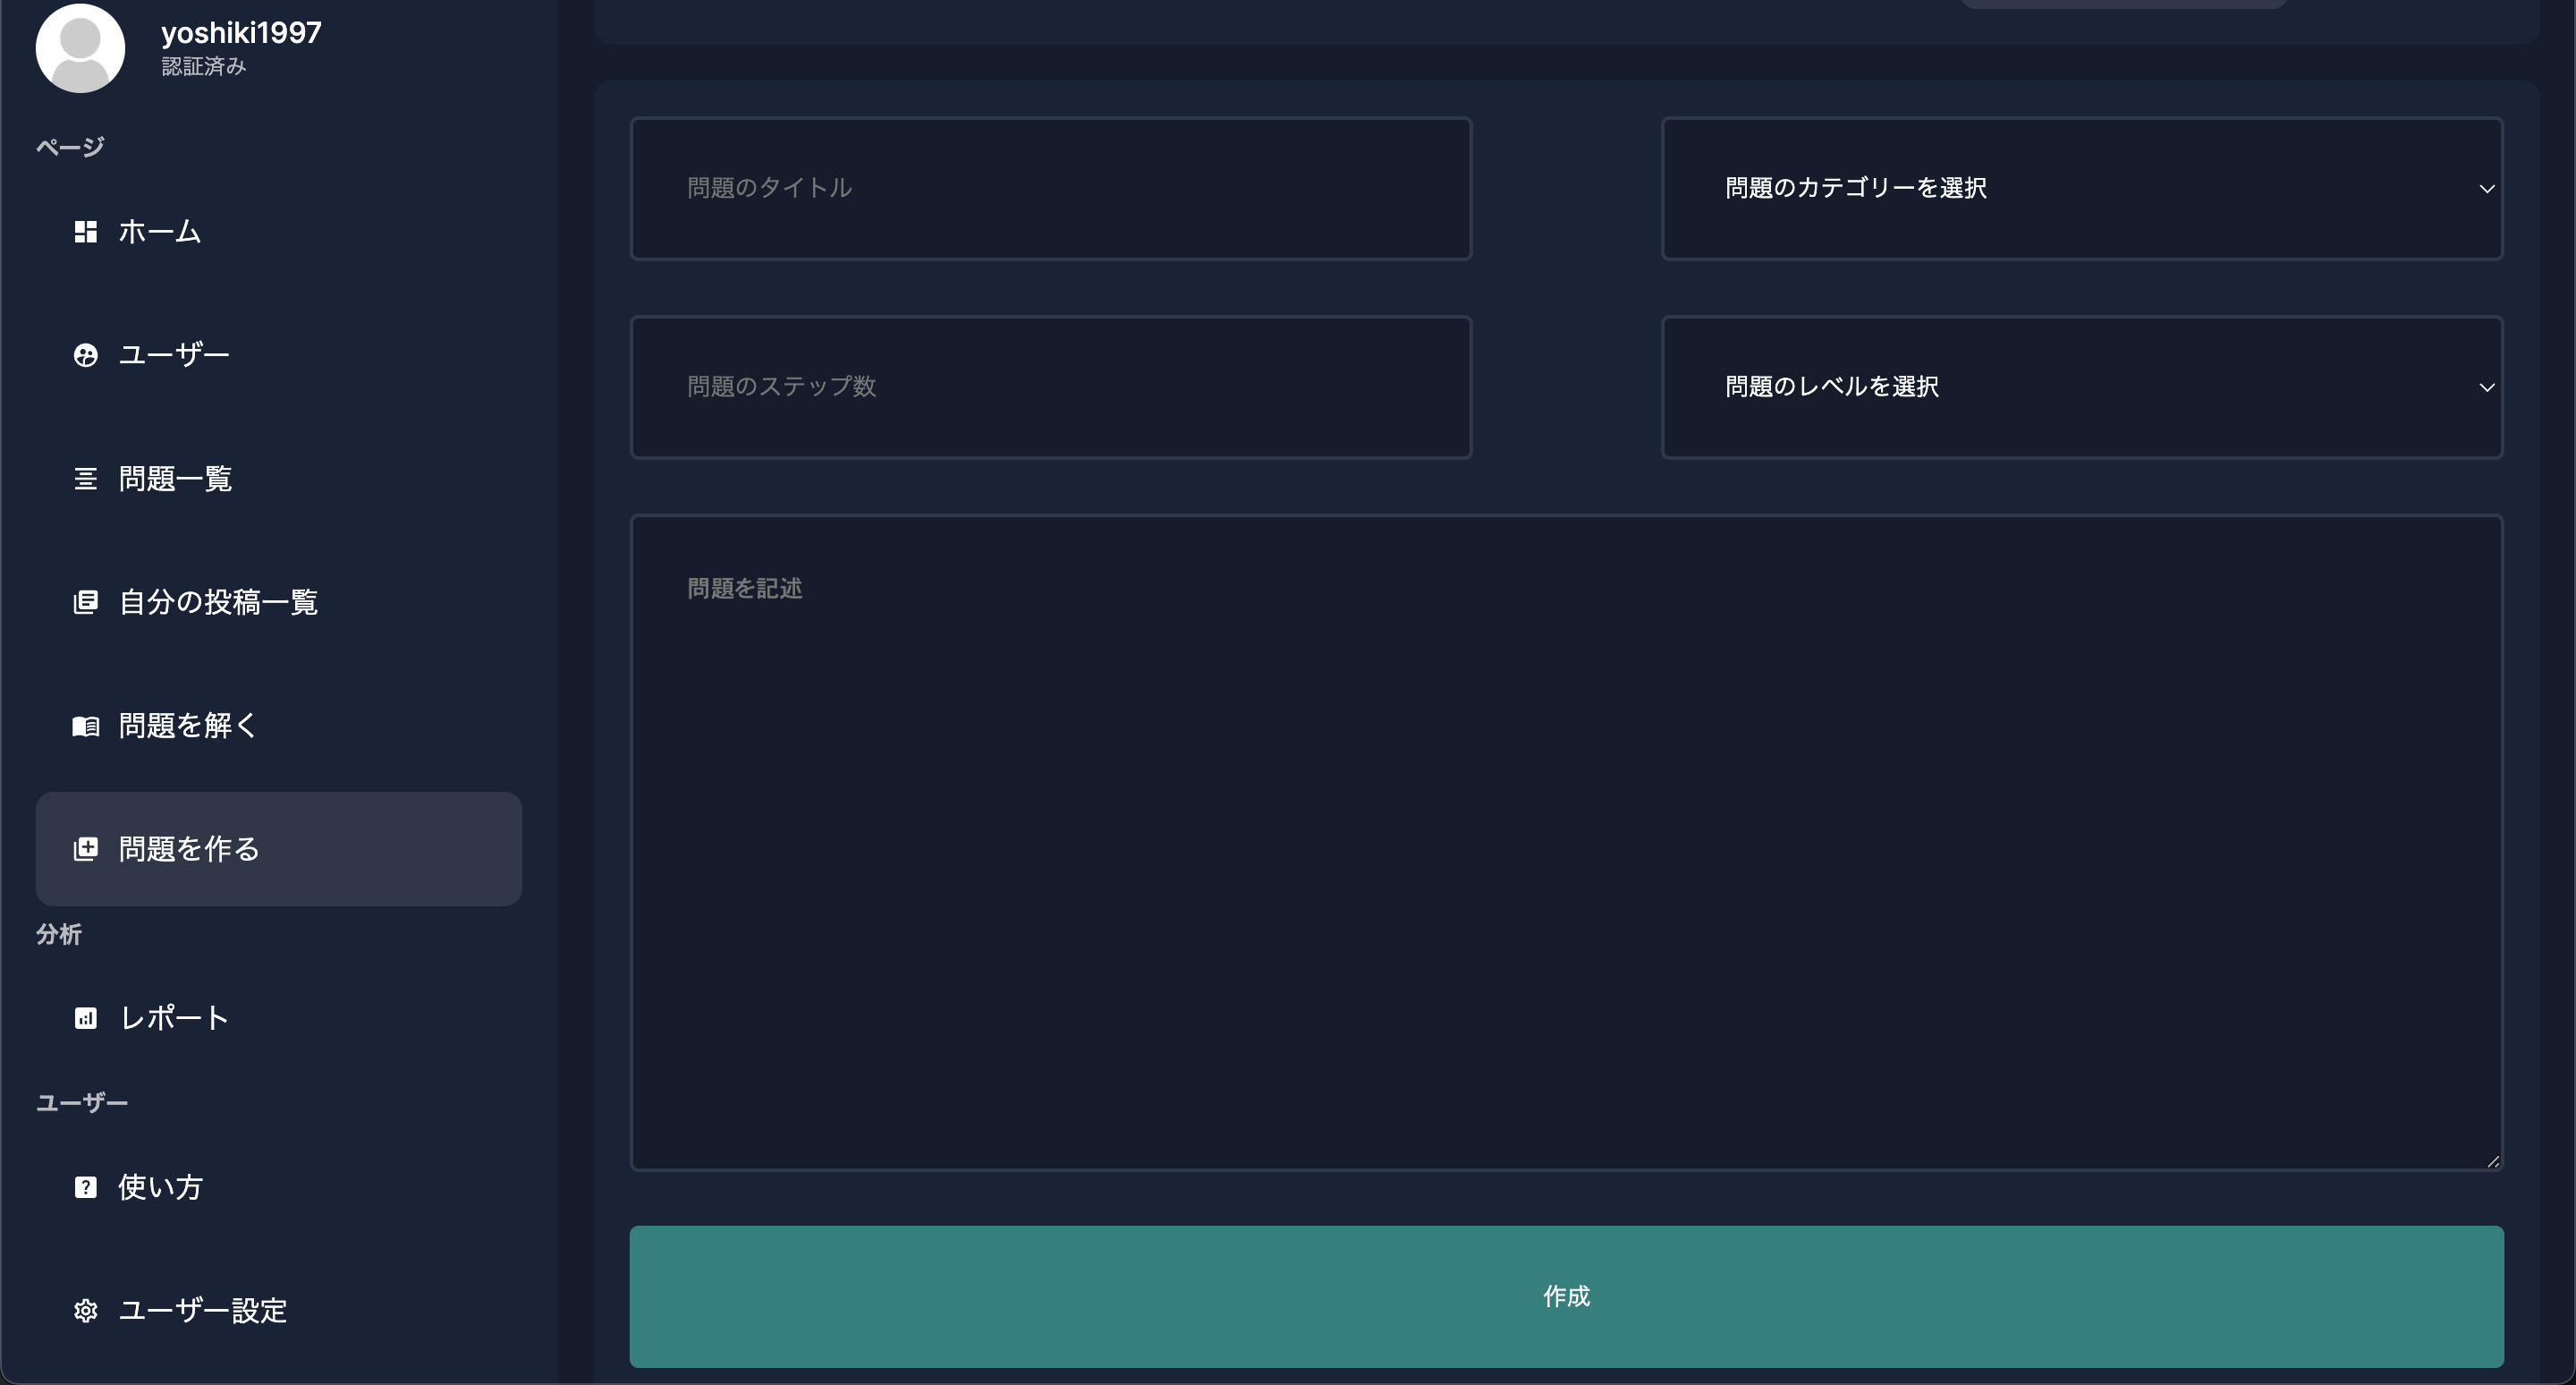 yoshiki1997
認証済み
ページ
ホーム
ユーザー
問題一覧
自分の投稿一覧
問題を解く
問題を作る
分析
レポート
ユーザー
使い方
ユーザー設定
問題のタイトル
問題のカテゴリーを選択
問題のステップ数
問題のレベルを選択
問題を記述
作成